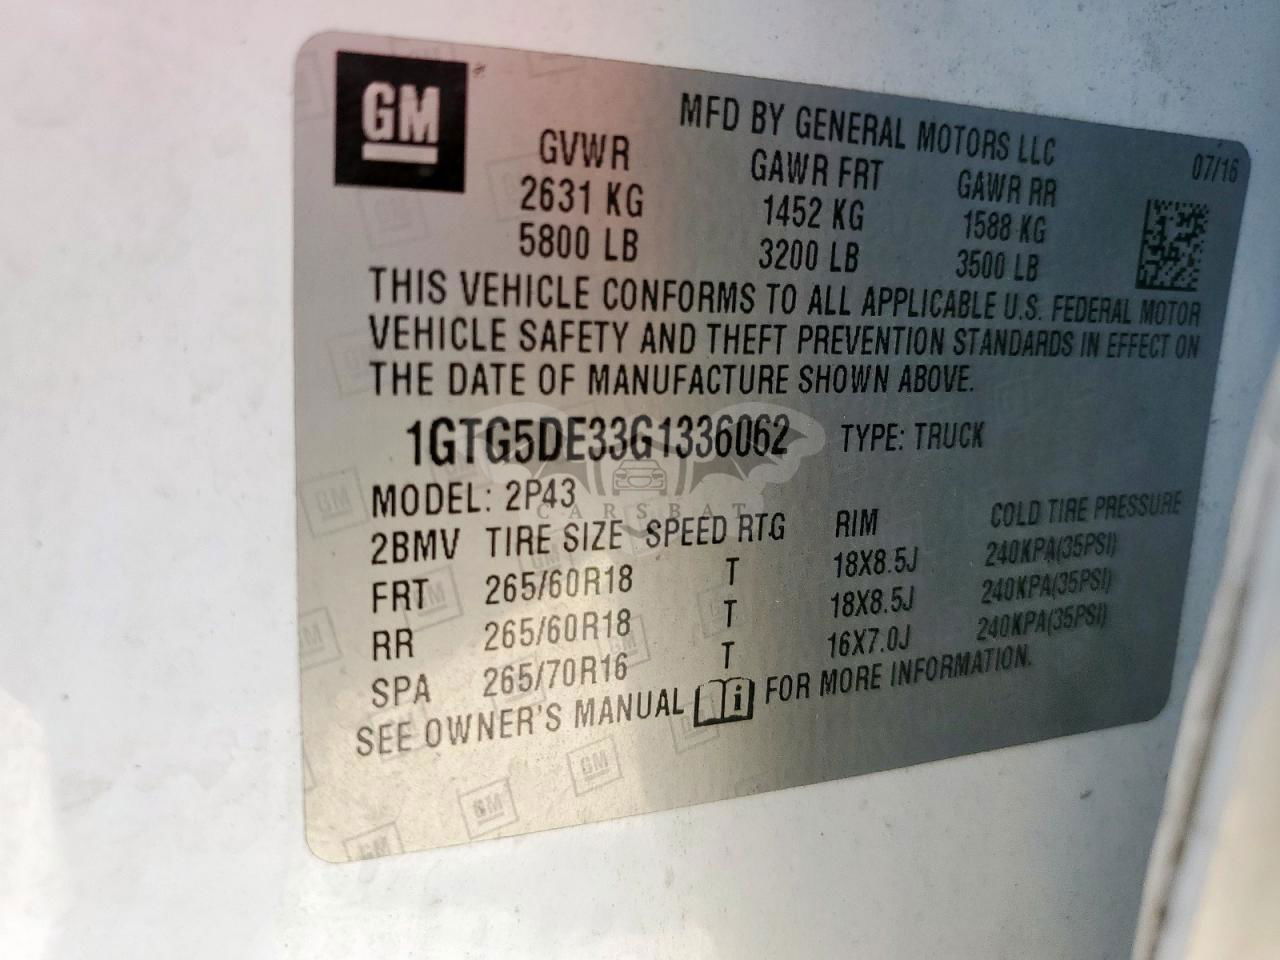 GM
MFD BY GENERAL MOTORS LLC
07/16
GVWR GAWR FRT GAWR RR
2631 KG 1452 KG 1588 KG
5800 LB 3200 LB 3500 LB
THIS VEHICLE CONFORMS TO ALL APPLICABLE U.S. FEDERAL MOTOR
VEHICLE SAFETY AND THEFT PREVENTION STANDARDS IN EFFECT ON
THE DATE OF MANUFACTURE SHOWN ABOVE.
1GTG5DE33G1336062 TYPE: TRUCK
MODEL: 2P43
CARSBAT
2BMV TIRE SIZE SPEED RTG RIM COLD TIRE PRESSURE
FRT 265/60R18 T 18X8.5J 240KPA(35PSI)
RR 265/60R18 T 18X8.5J 240KPA(35PSI)
SPA 265/70R16 T 16X7.0J 240KPA(35PSI)
SEE OWNER'S MANUAL i FOR MORE INFORMATION.
GM
GM
GM